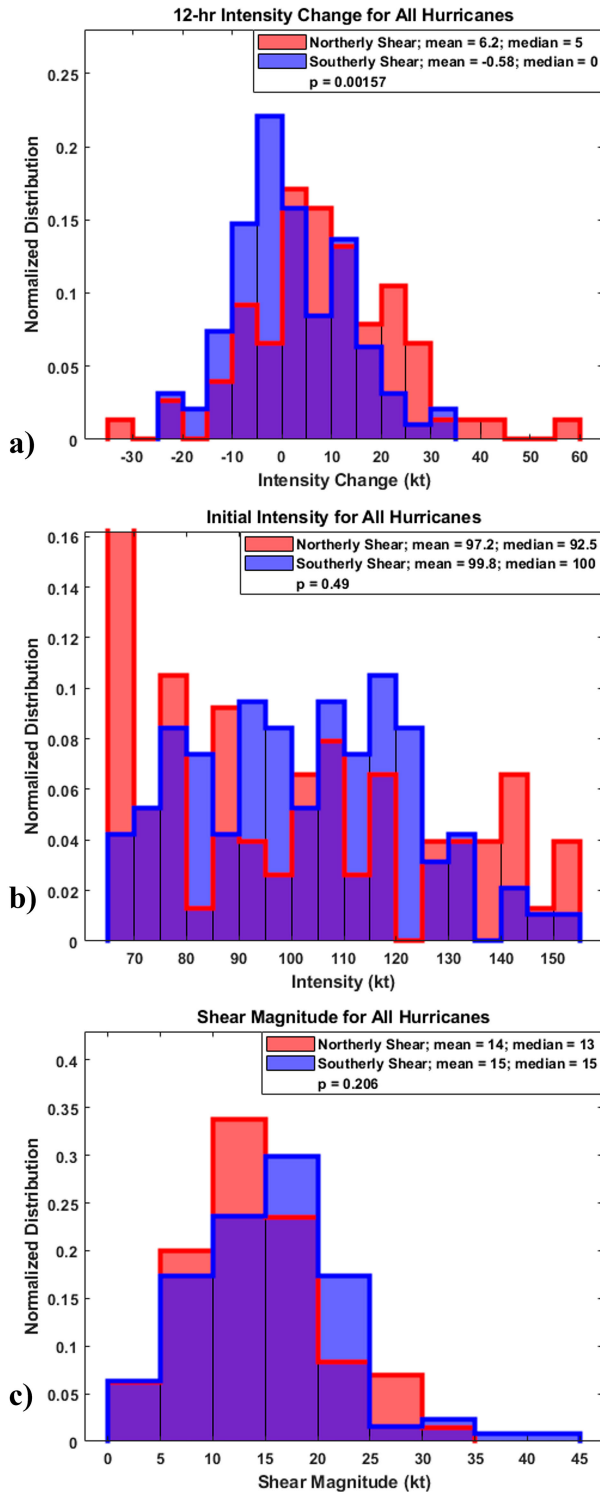 12-hr Intensity Change for All Hurricanes
Northerly Shear; mean = 6.2; median = 5
Southerly Shear; mean = -0.58; median = 0
p = 0.00157
0.25
0.2
0.15
0.1
0.05
0
Normalized Distribution
-30 -20 -10 0 10 20 30 40 50 60
Intensity Change (kt)
a)
Initial Intensity for All Hurricanes
Northerly Shear; mean = 97.2; median = 92.5
Southerly Shear; mean = 99.8; median = 100
p = 0.49
0.16
0.14
0.12
0.1
0.08
0.06
0.04
0.02
0
Normalized Distribution
70 80 90 100 110 120 130 140 150
Intensity (kt)
b)
Shear Magnitude for All Hurricanes
Northerly Shear; mean = 14; median = 13
Southerly Shear; mean = 15; median = 15
p = 0.206
0.4
0.35
0.3
0.25
0.2
0.15
0.1
0.05
0
Normalized Distribution
0 5 10 15 20 25 30 35 40 45
Shear Magnitude (kt)
c)